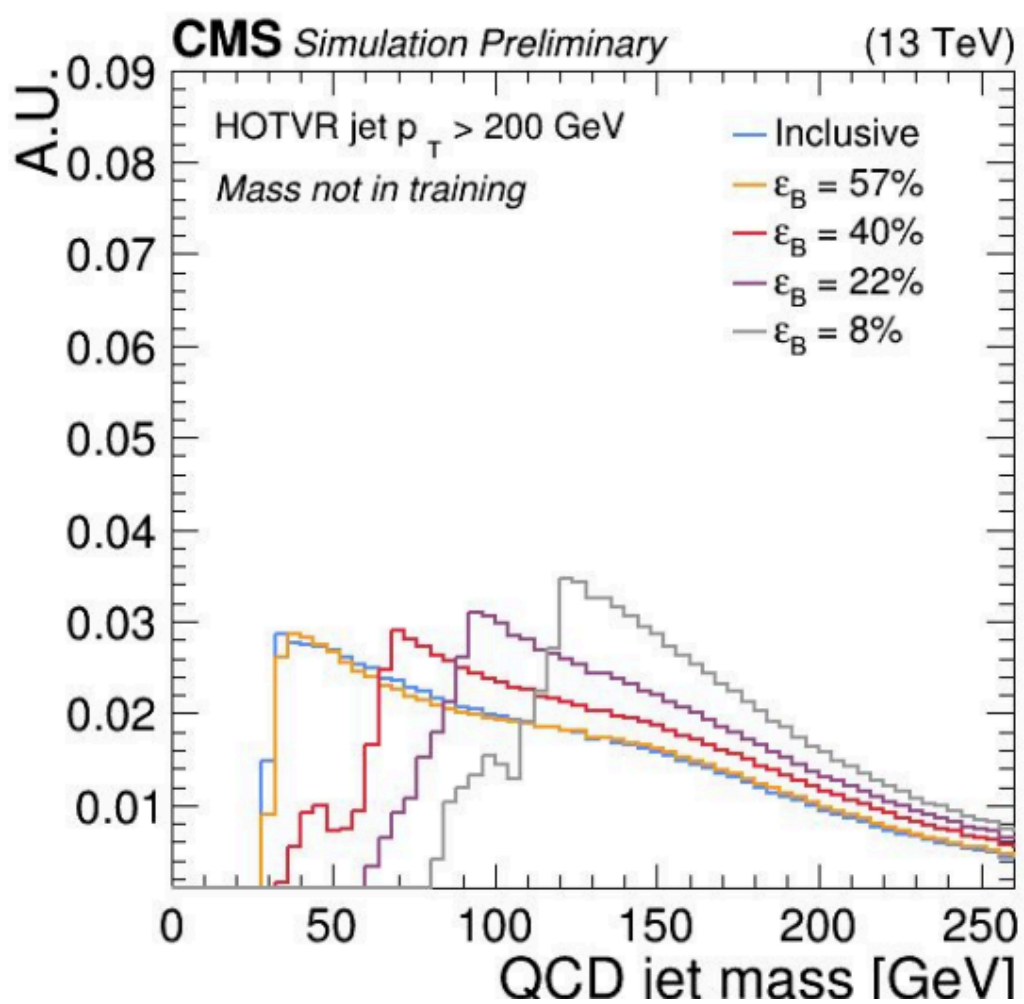 CMS Simulation Preliminary (13 TeV)
A.U.
0.09
0.08
0.07
0.06
0.05
0.04
0.03
0.02
0.01
HOTVR jet p_T > 200 GeV
Mass not in training
Inclusive
ε_B = 57%
ε_B = 40%
ε_B = 22%
ε_B = 8%
0 50 100 150 200 250
QCD jet mass [GeV]